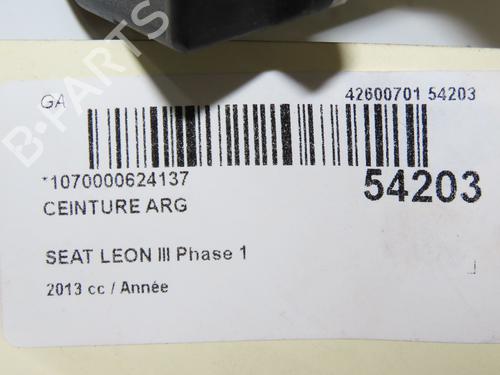 GA 42600701 54203
*1070000624137 54203
CEINTURE ARG
SEAT LEON III Phase 1
2013 cc / Année
B-PARTS